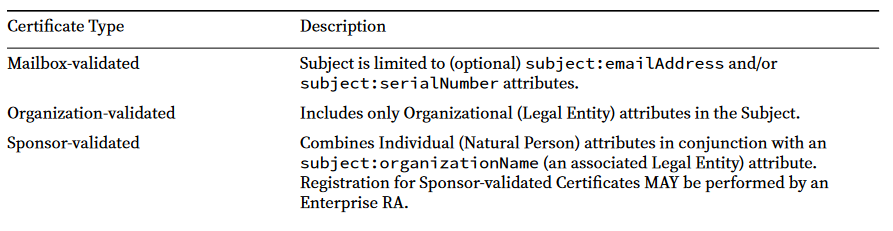 Certificate Type Description
Mailbox-validated Subject is limited to (optional) subject:emailAddress and/or
subject:serialNumber attributes.
Organization-validated Includes only Organizational (Legal Entity) attributes in the Subject.
Sponsor-validated Combines Individual (Natural Person) attributes in conjunction with an
subject:organizationName (an associated Legal Entity) attribute.
Registration for Sponsor-validated Certificates MAY be performed by an
Enterprise RA.